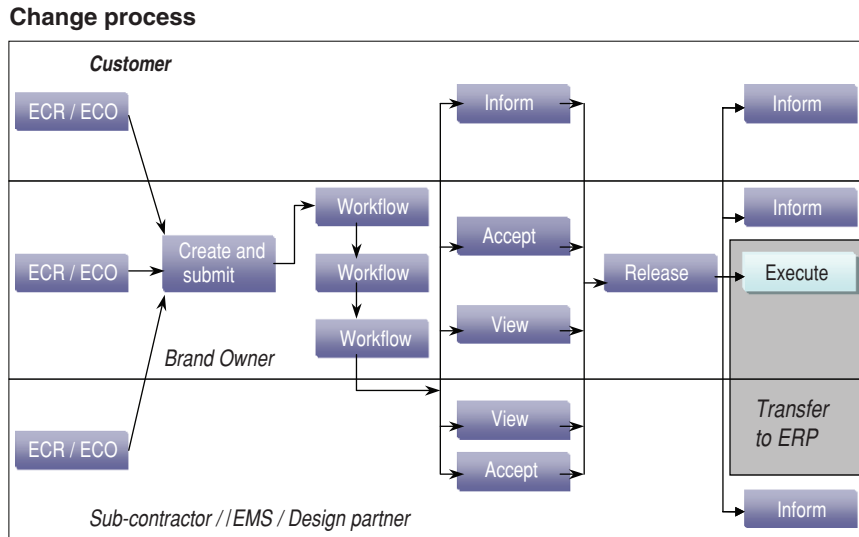 Change process
Customer
ECR / ECO
Inform
Inform
Workflow
Inform
Accept
Create and
submit
ECR / ECO
Workflow
Release
Execute
Workflow
View
Brand Owner
View
Transfer
to ERP
ECR / ECO
Accept
Inform
Sub-contractor / /EMS / Design partner